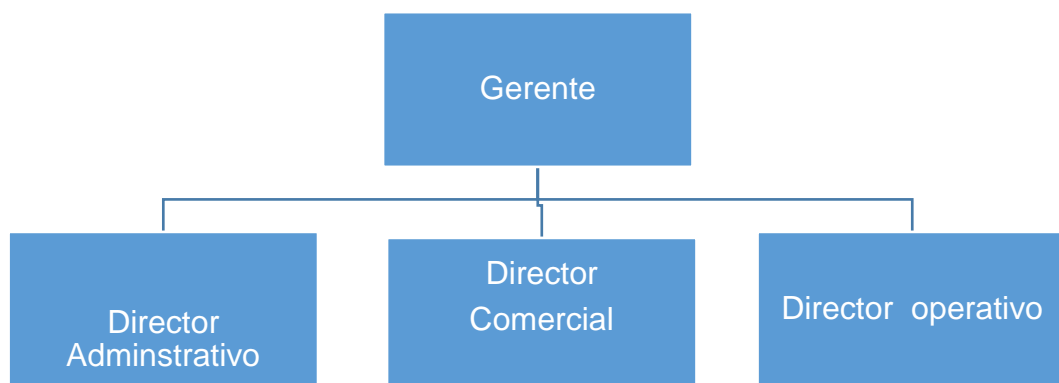 Gerente
Director
Adminstrativo
Director
Comercial
Director operativo